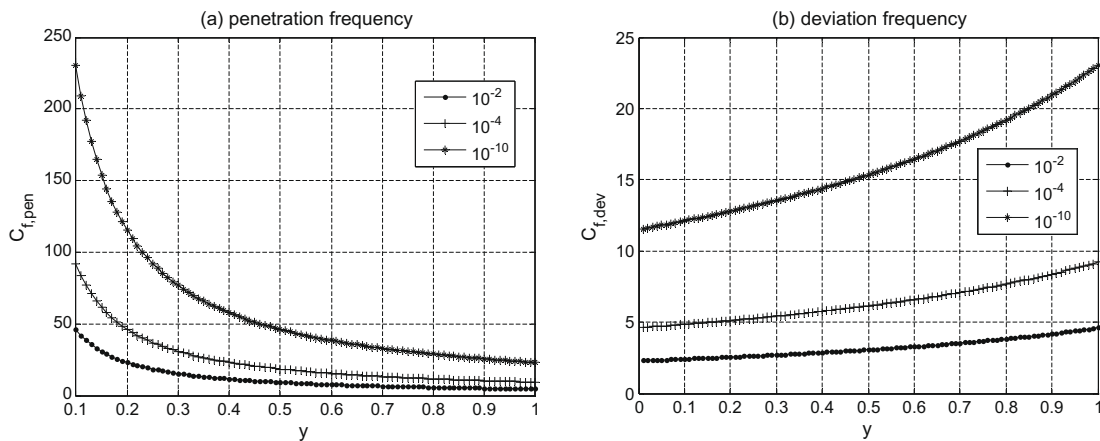 (a) penetration frequency
250
200
150
100
50
0
C_{f,pen}
0.1 0.2 0.3 0.4 0.5 0.6 0.7 0.8 0.9 1
y
10^{-2}
10^{-4}
10^{-10}
(b) deviation frequency
25
20
15
10
5
0
C_{f,dev}
0 0.1 0.2 0.3 0.4 0.5 0.6 0.7 0.8 0.9 1
y
10^{-2}
10^{-4}
10^{-10}